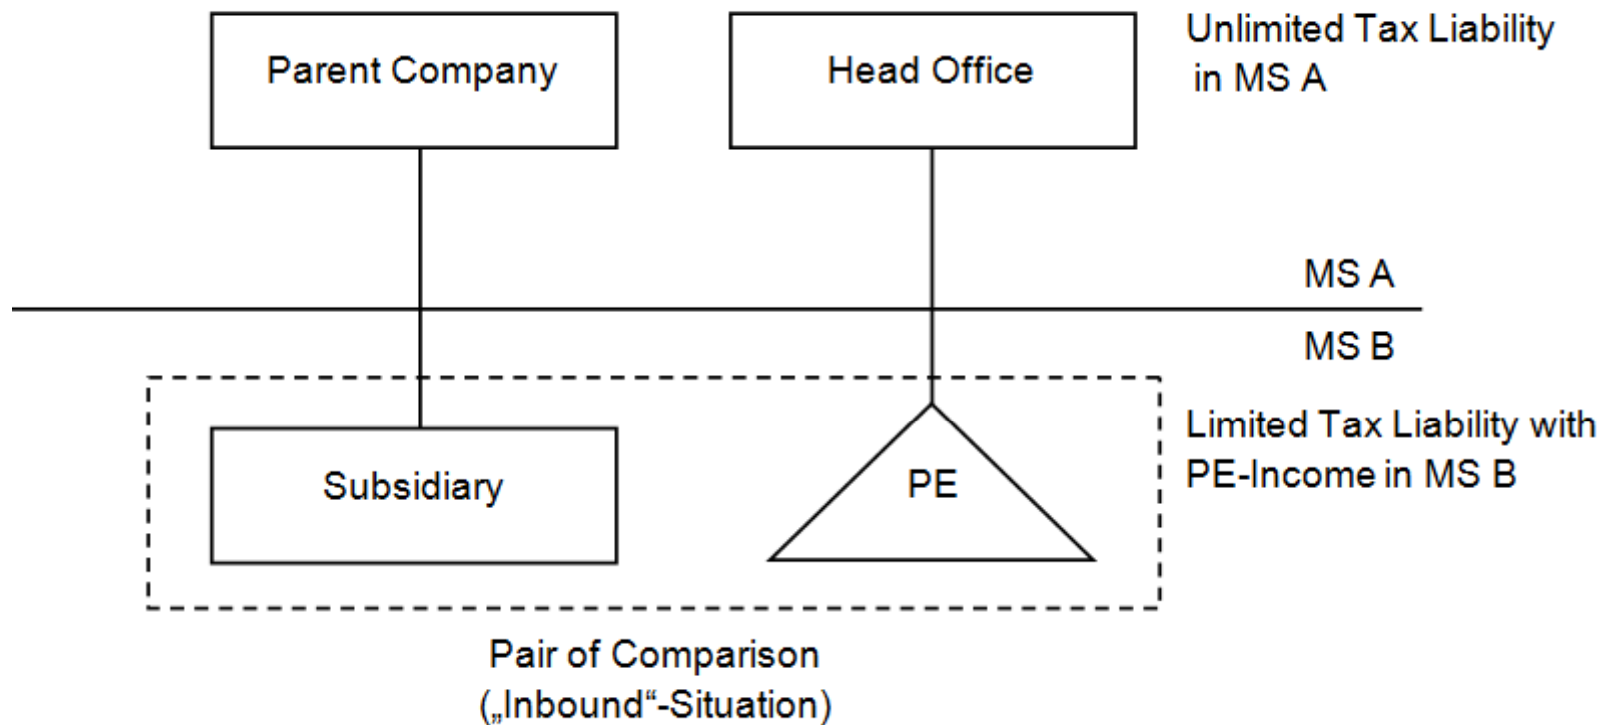 Parent Company
Head Office
Unlimited Tax Liability
in MS A
MS A
MS B
Subsidiary
PE
Limited Tax Liability with
PE-Income in MS B
Pair of Comparison
(„Inbound“-Situation)